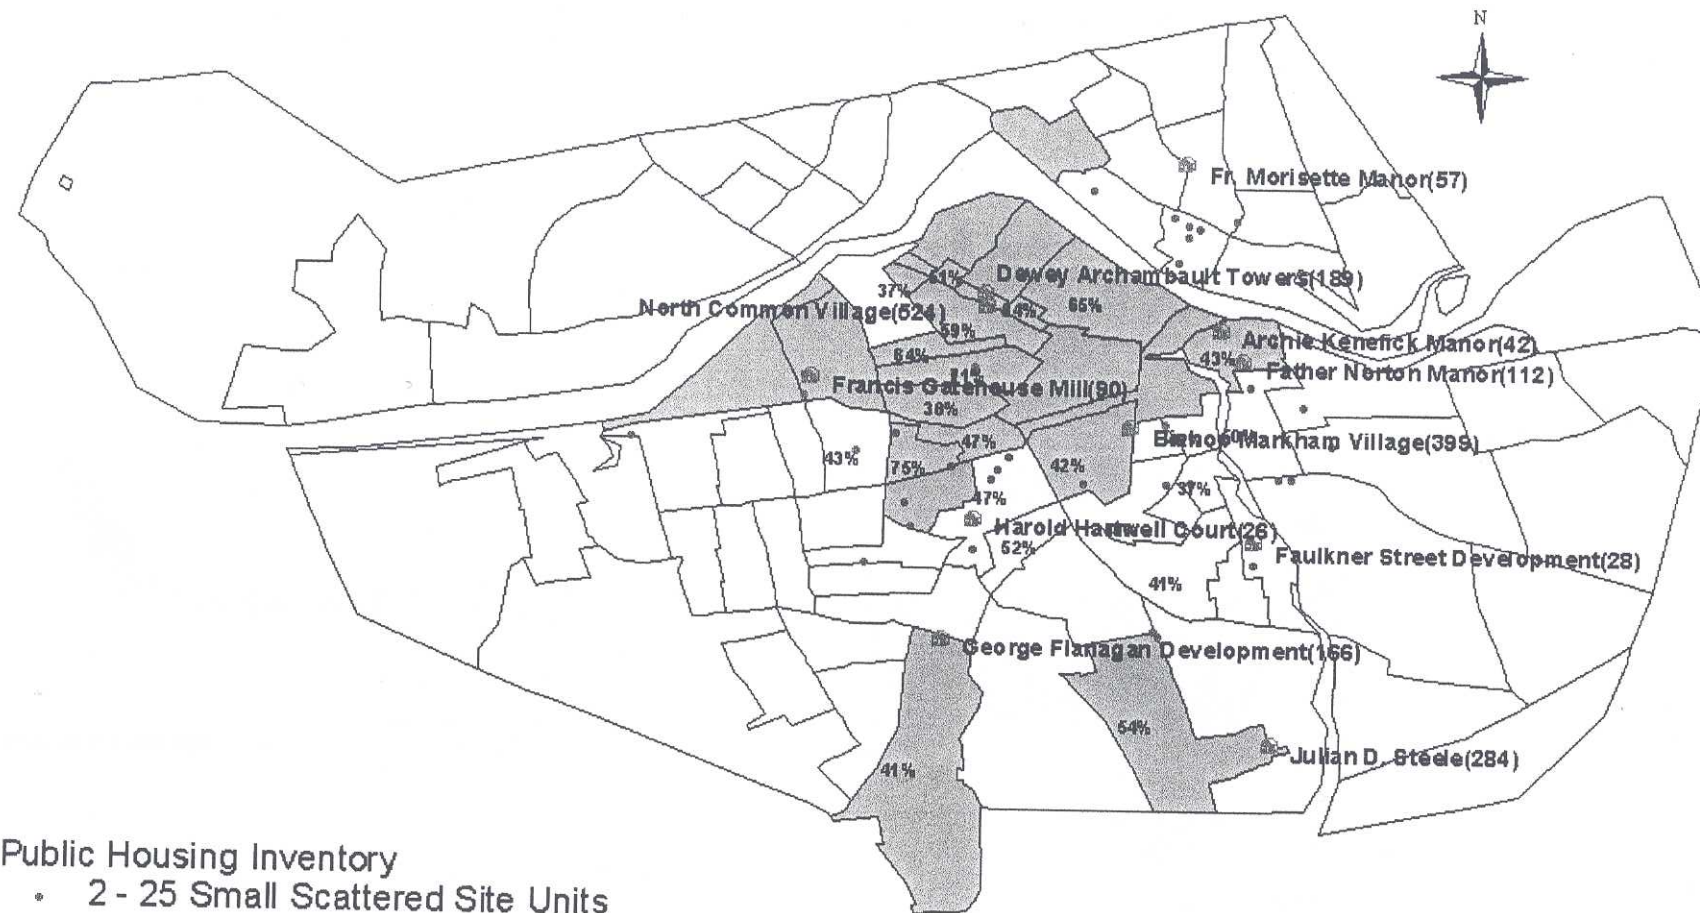 N
Fr. Morisette Manor(57)
Dewey Archambault Towers(189)
51%
37%
65%
North Common Village(524)
59%
Archie Kenefick Manor(42)
64%
43%
Father Norton Manor(112)
Francis Gatehouse Mill(90)
38%
47%
Bishop Markham Village(399)
43%
75%
42%
47%
37%
Harold Hartwell Court(26)
52%
Faulkner Street Development(28)
41%
George Flanagan Development(166)
54%
Julian D. Steele(284)
41%
Public Housing Inventory
2 - 25 Small Scattered Site Units